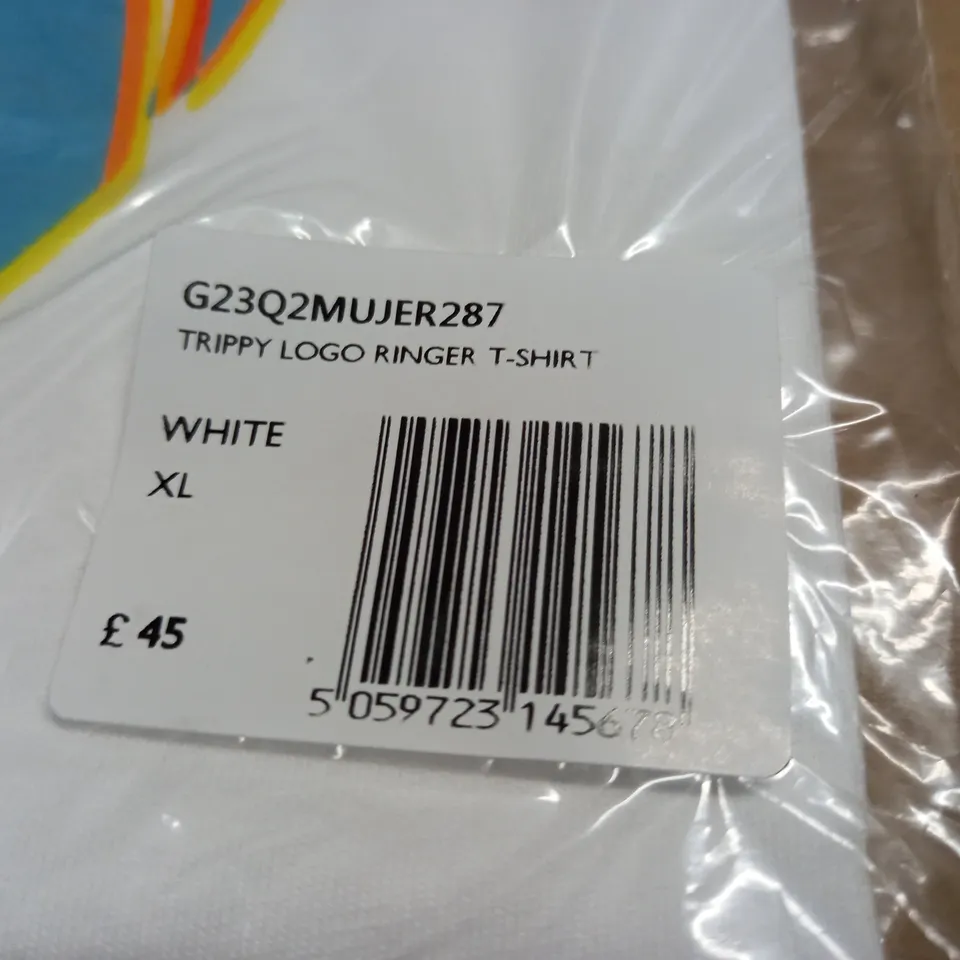 G23Q2MUJER287
TRIPPY LOGO RINGER T-SHIRT
WHITE
XL
£ 45
5 059723 145678